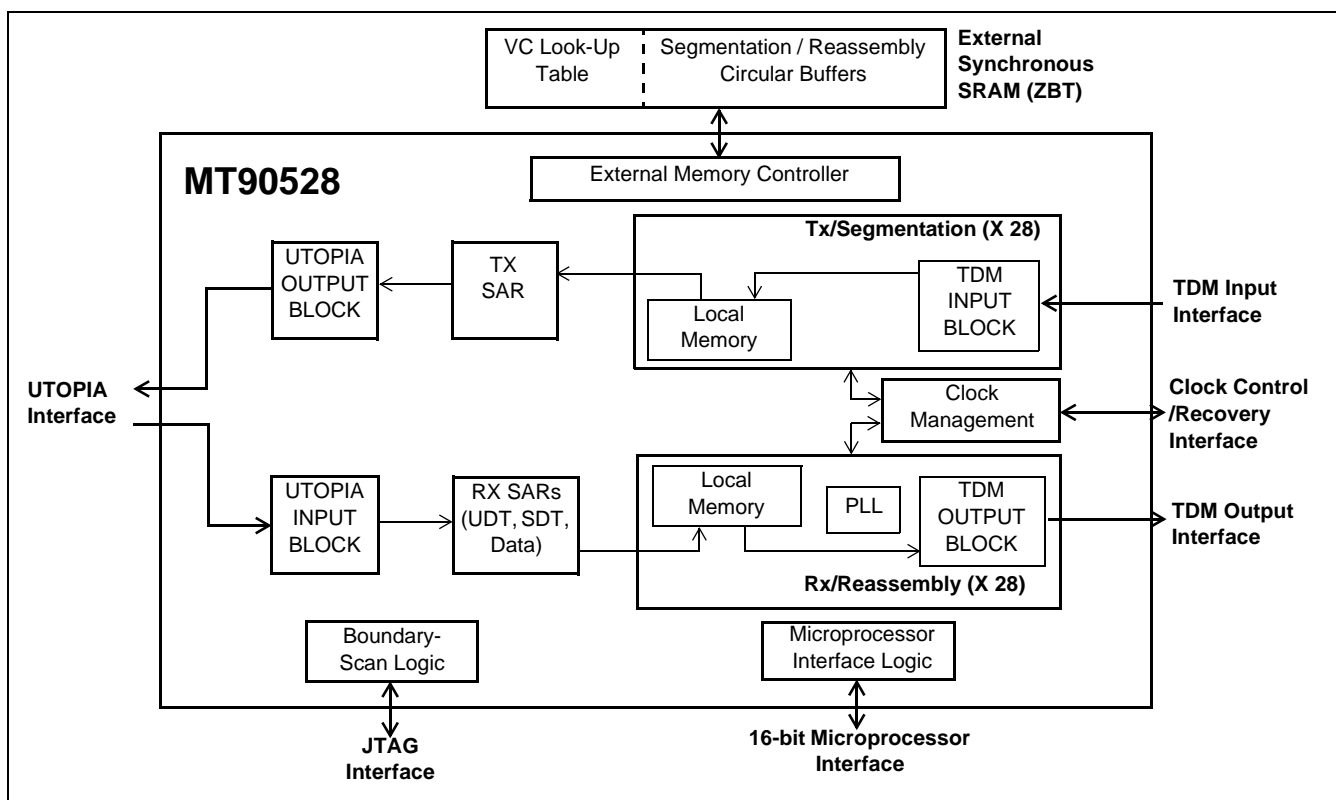 VC Look-Up
Table
Segmentation / Reassembly
Circular Buffers
External
Synchronous
SRAM (ZBT)
MT90528
External Memory Controller
Tx/Segmentation (X 28)
UTOPIA
OUTPUT
BLOCK
TX
SAR
Local
Memory
TDM
INPUT
BLOCK
TDM Input
Interface
UTOPIA
Interface
Clock
Management
Clock Control
/Recovery
Interface
UTOPIA
INPUT
BLOCK
RX SARs
(UDT, SDT,
Data)
Local
Memory
PLL
TDM
OUTPUT
BLOCK
TDM Output
Interface
Rx/Reassembly (X 28)
Boundary-
Scan Logic
Microprocessor
Interface Logic
JTAG
Interface
16-bit Microprocessor
Interface